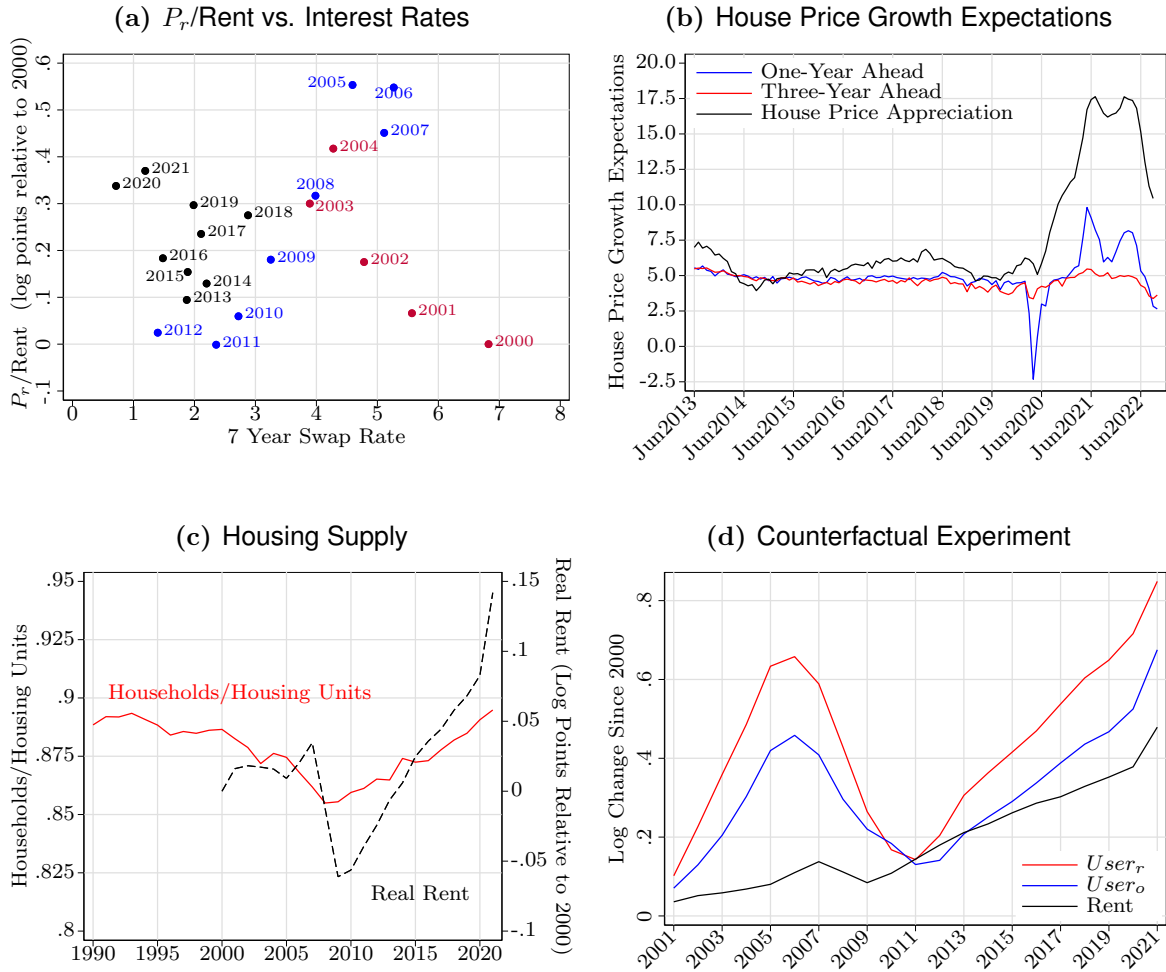 (a) P_r/Rent vs. Interest Rates
P_r/Rent (log points relative to 2000)
.6
.5
.4
.3
.2
.1
0
-.1
2005
2006
2007
2004
2021
2020
2008
2019
2018
2003
2017
2016
2009
2002
2015
2014
2013
2010
2001
2012
2011
2000
0 1 2 3 4 5 6 7 8
7 Year Swap Rate
(b) House Price Growth Expectations
House Price Growth Expectations
20.0
17.5
15.0
12.5
10.0
7.5
5.0
2.5
0.0
-2.5
One-Year Ahead
Three-Year Ahead
House Price Appreciation
Jun2013 Jun2014 Jun2015 Jun2016 Jun2017 Jun2018 Jun2019 Jun2020 Jun2021 Jun2022
(c) Housing Supply
Households/Housing Units
.95
.925
.9
.875
.85
.825
.8
Households/Housing Units
Real Rent
.15
.1
.05
0
-.05
-.1
Real Rent (Log Points Relative to 2000)
1990 1995 2000 2005 2010 2015 2020
(d) Counterfactual Experiment
Log Change Since 2000
.8
.6
.4
.2
0
User_r
User_o
Rent
2001 2003 2005 2007 2009 2011 2013 2015 2017 2019 2021